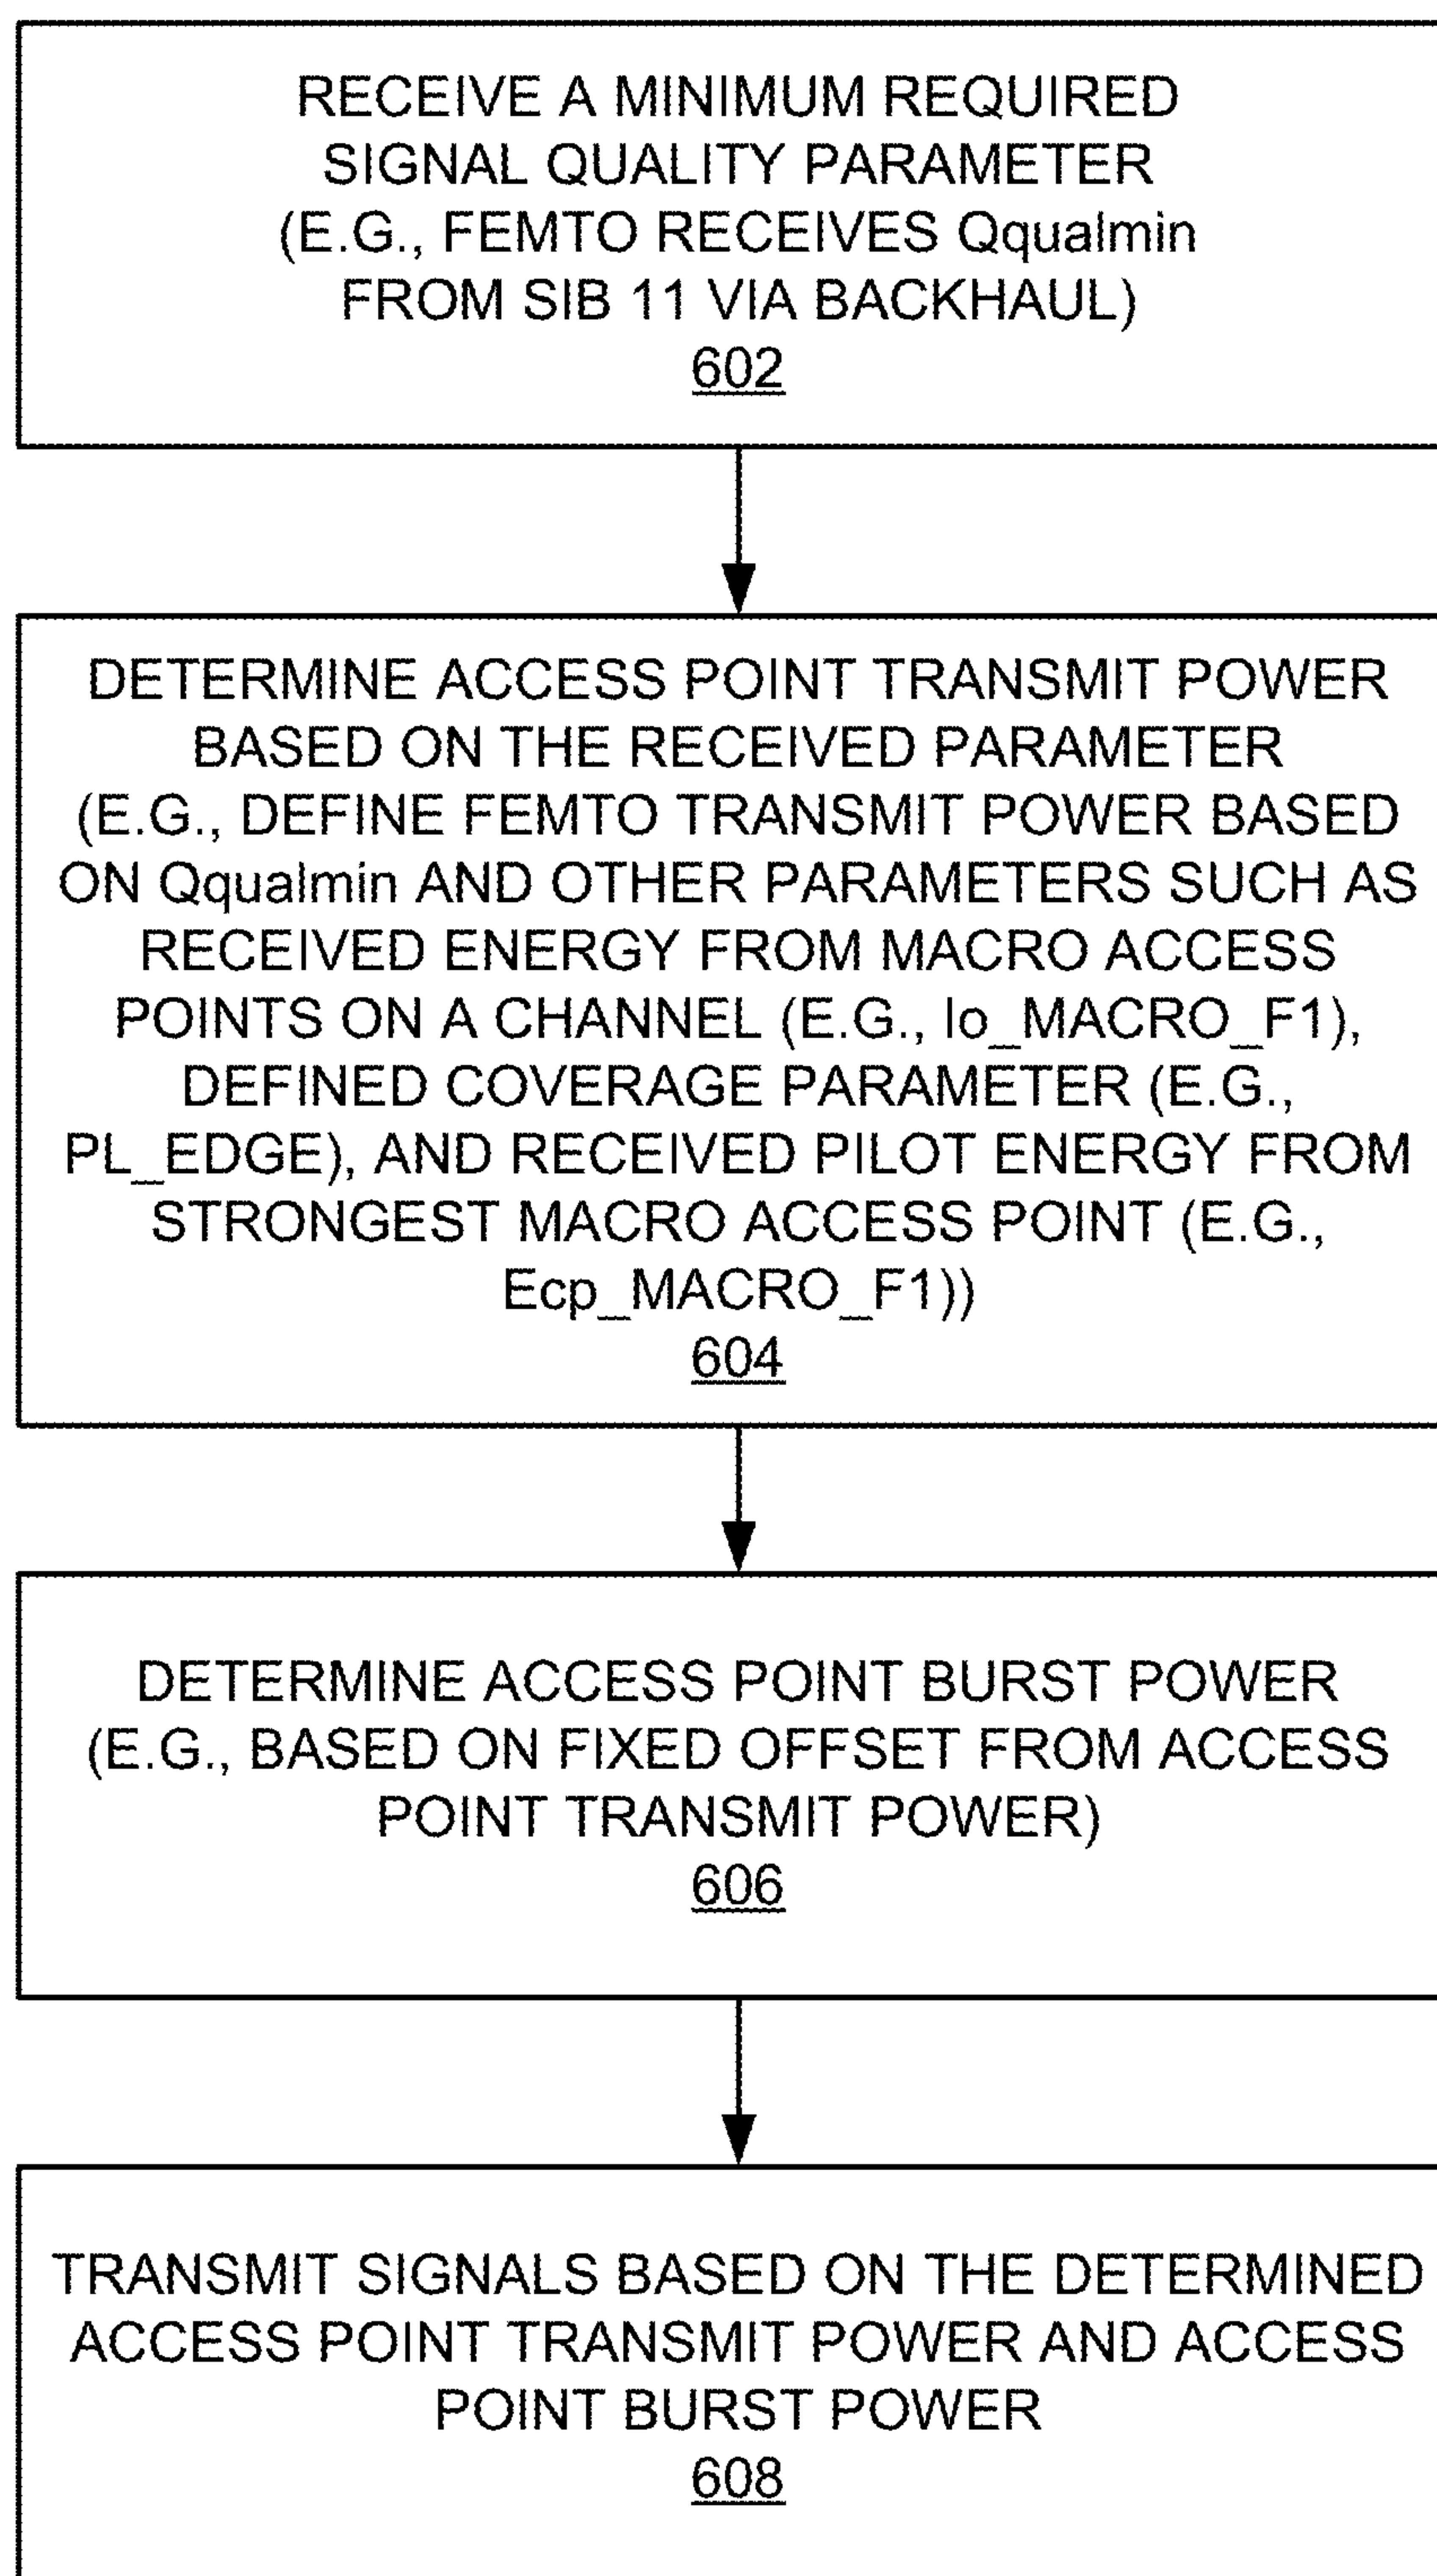 RECEIVE A MINIMUM REQUIRED
SIGNAL QUALITY PARAMETER
(E.G., FEMTO RECEIVES Qqualmin
FROM SIB 11 VIA BACKHAUL)
602
DETERMINE ACCESS POINT TRANSMIT POWER
BASED ON THE RECEIVED PARAMETER
(E.G., DEFINE FEMTO TRANSMIT POWER BASED
ON Qqualmin AND OTHER PARAMETERS SUCH AS
RECEIVED ENERGY FROM MACRO ACCESS
POINTS ON A CHANNEL (E.G., Io_MACRO_F1),
DEFINED COVERAGE PARAMETER (E.G.,
PL_EDGE), AND RECEIVED PILOT ENERGY FROM
STRONGEST MACRO ACCESS POINT (E.G.,
Ecp_MACRO_F1))
604
DETERMINE ACCESS POINT BURST POWER
(E.G., BASED ON FIXED OFFSET FROM ACCESS
POINT TRANSMIT POWER)
606
TRANSMIT SIGNALS BASED ON THE DETERMINED
ACCESS POINT TRANSMIT POWER AND ACCESS
POINT BURST POWER
608